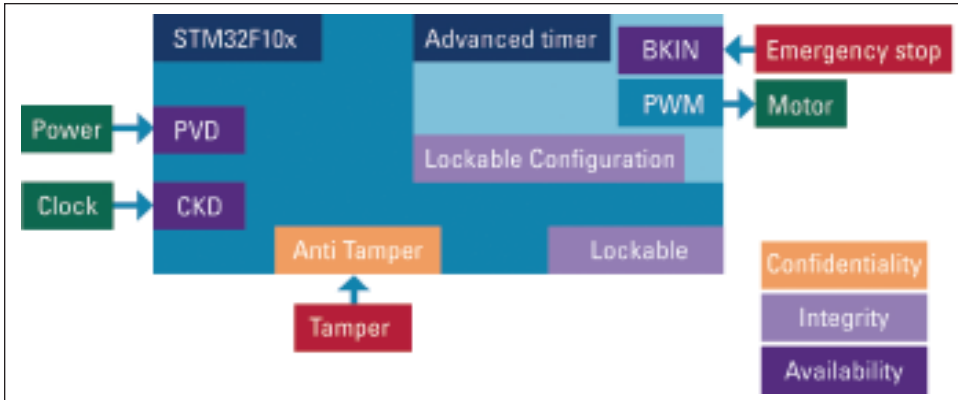 STM32F10x
Advanced timer
BKIN
Emergency stop
PWM
Motor
Power
PVD
Lockable Configuration
Clock
CKD
Anti Tamper
Lockable
Tamper
Confidentiality
Integrity
Availability